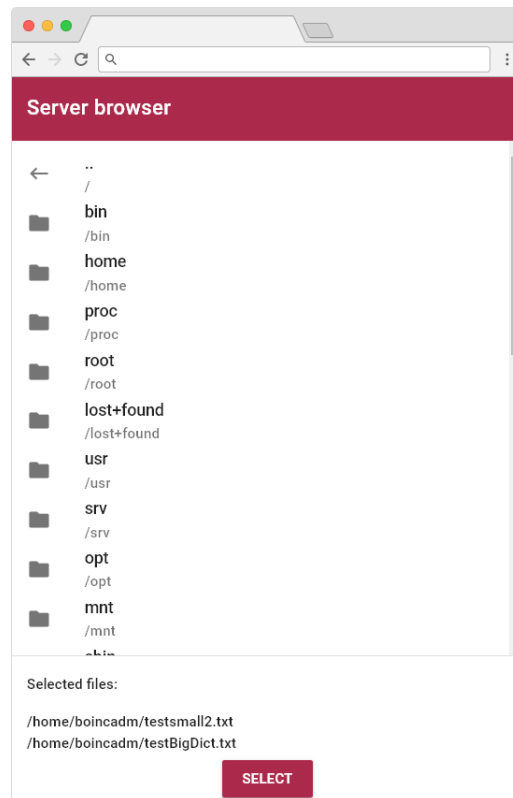 Server browser
..
/
bin
/bin
home
/home
proc
/proc
root
/root
lost+found
/lost+found
usr
/usr
srv
/srv
opt
/opt
mnt
/mnt
Selected files:
/home/boincadm/testsmall2.txt
/home/boincadm/testBigDict.txt
SELECT